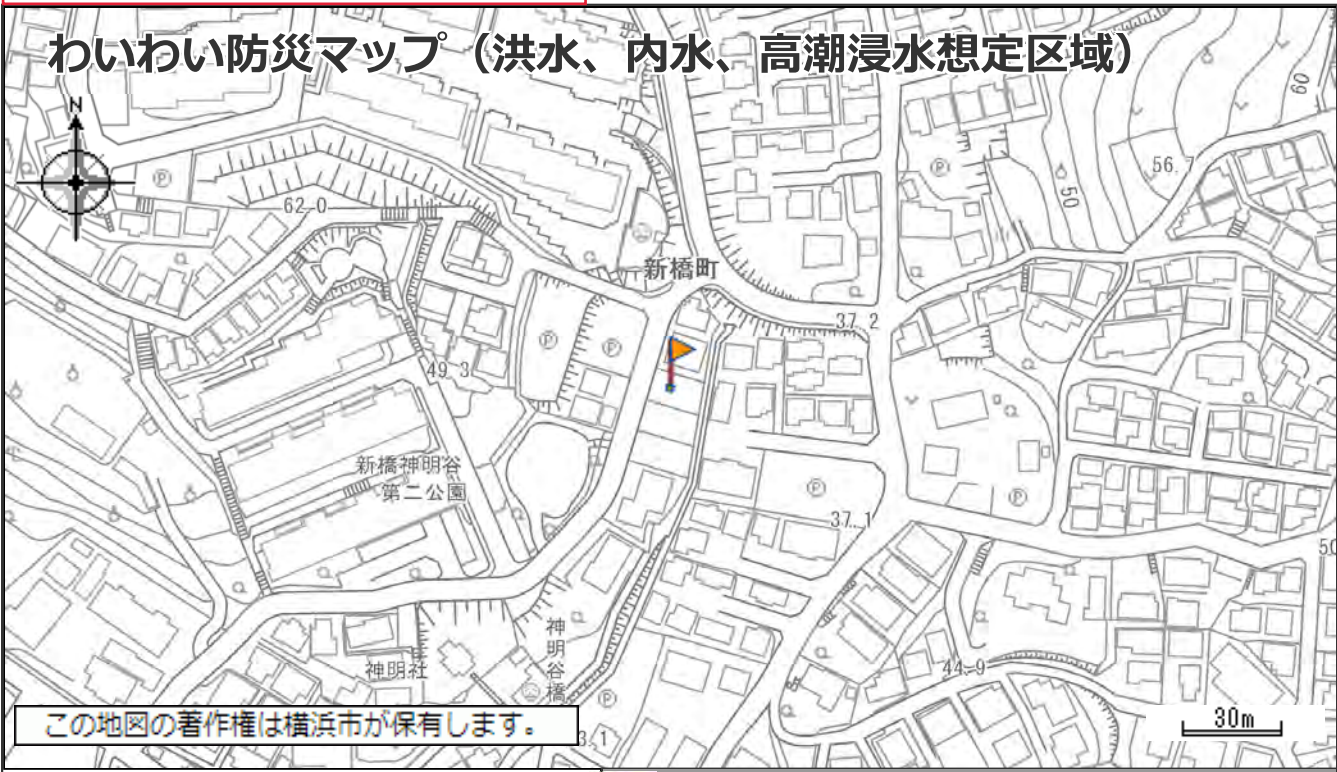 わいわい防災マップ（洪水、内水、高潮浸水想定区域）
N
60
P
56.7
50
62.0
新橋町
37.2
P
P
49.3
新橋神明谷
第二公園
P
P
37.1
50
神明谷橋
神明社
44.9
P
この地図の著作権は横浜市が保有します。
3.1
30m